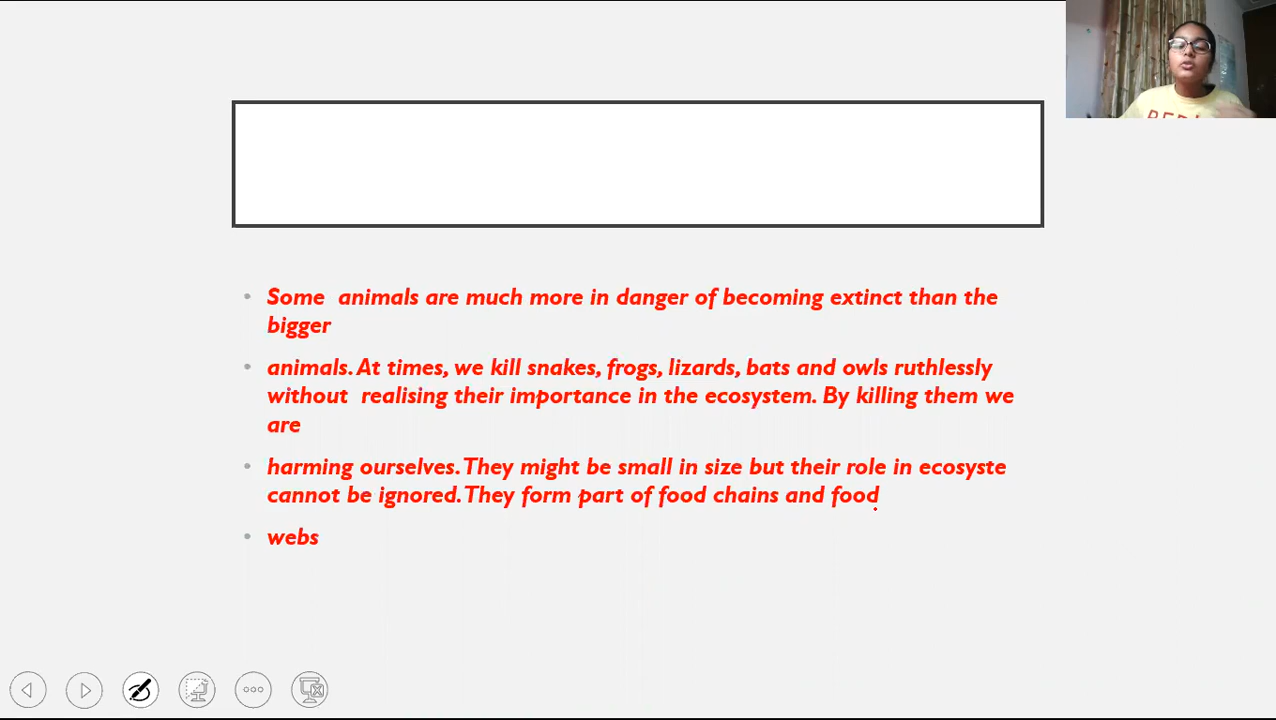 Some animals are much more in danger of becoming extinct than the
bigger
animals. At times, we kill snakes, frogs, lizards, bats and owls ruthlessly
without realising their importance in the ecosystem. By killing them we
are
harming ourselves. They might be small in size but their role in ecosyste
cannot be ignored. They form part of food chains and food
webs